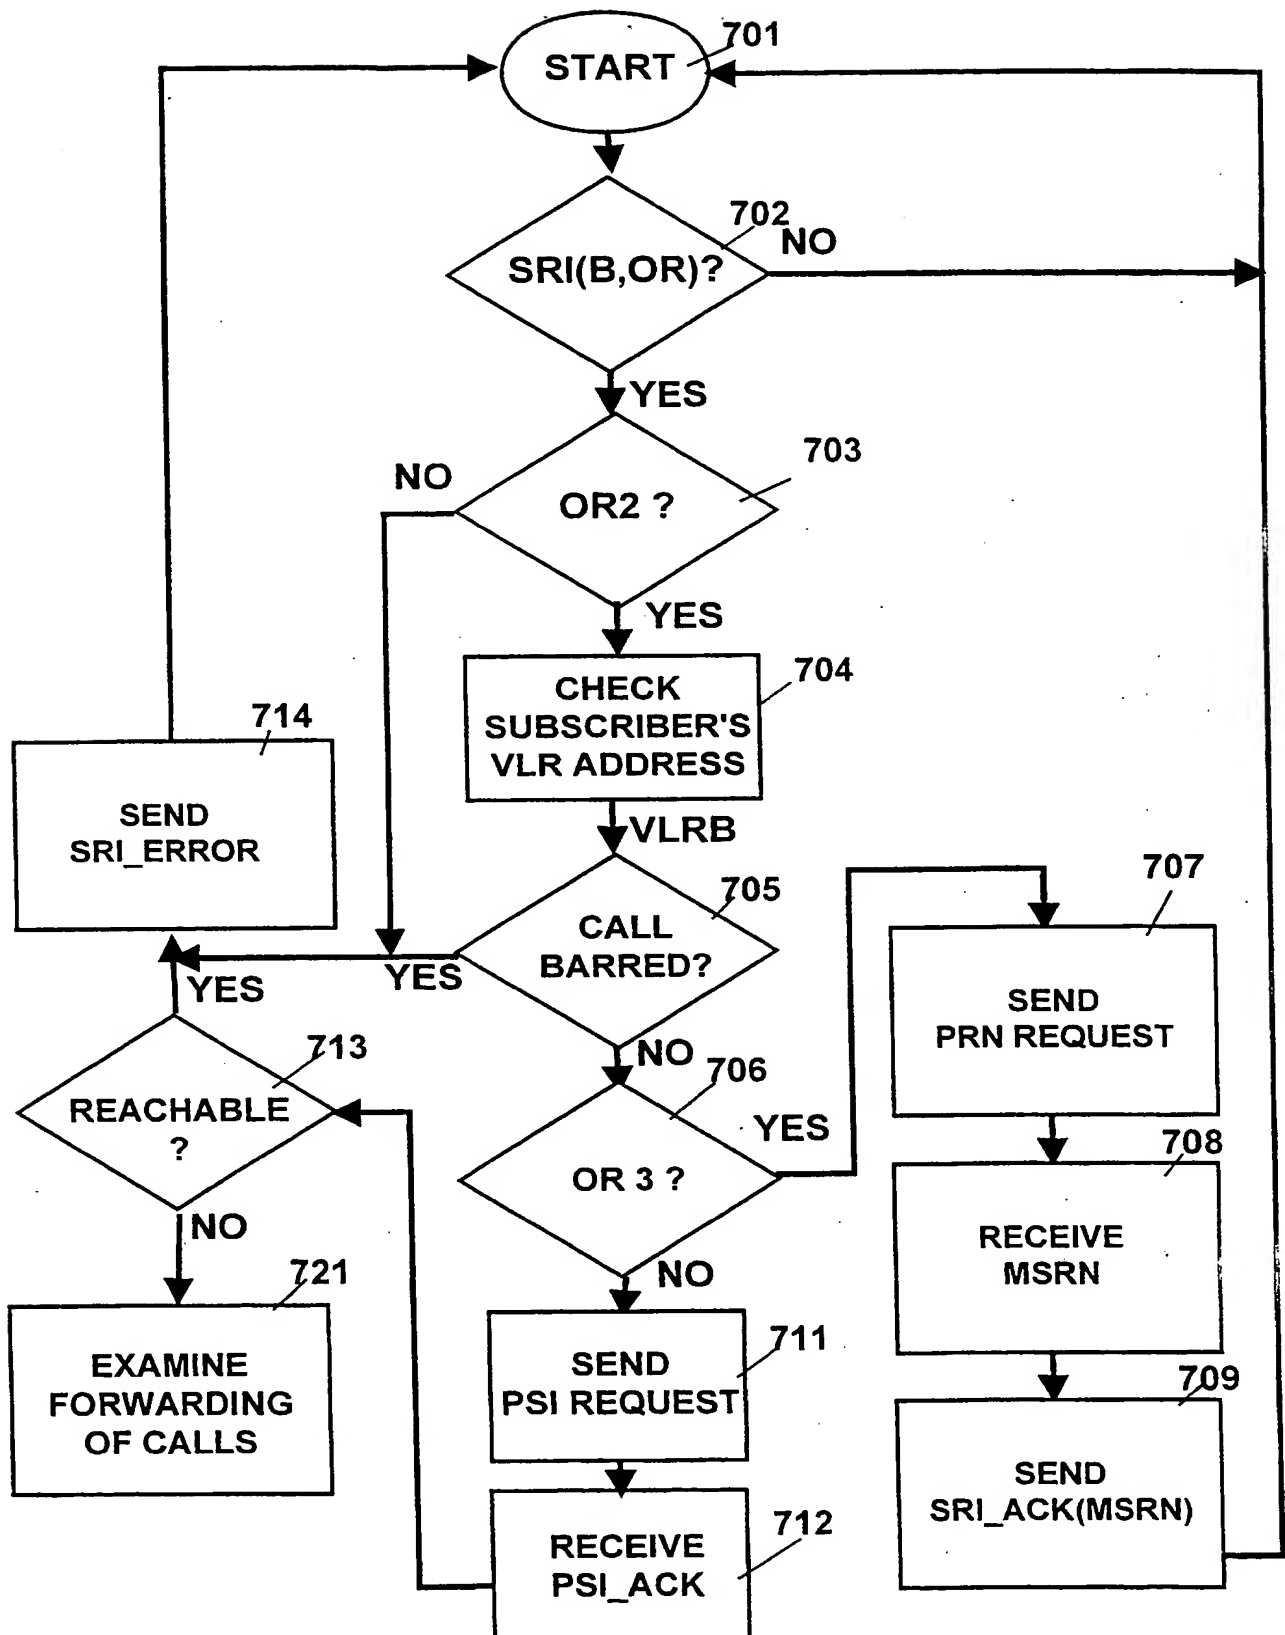 701
START
702
SRI(B,OR)?
NO
YES
703
NO
OR2 ?
YES
704
CHECK
SUBSCRIBER'S
VLR ADDRESS
714
SEND
SRI_ERROR
VLRB
705
CALL
BARRED?
YES
YES
NO
707
SEND
PRN REQUEST
713
REACHABLE
?
706
YES
OR 3 ?
708
RECEIVE
MSRN
NO
NO
721
EXAMINE
FORWARDING
OF CALLS
711
SEND
PSI REQUEST
709
SEND
SRI_ACK(MSRN)
712
RECEIVE
PSI_ACK